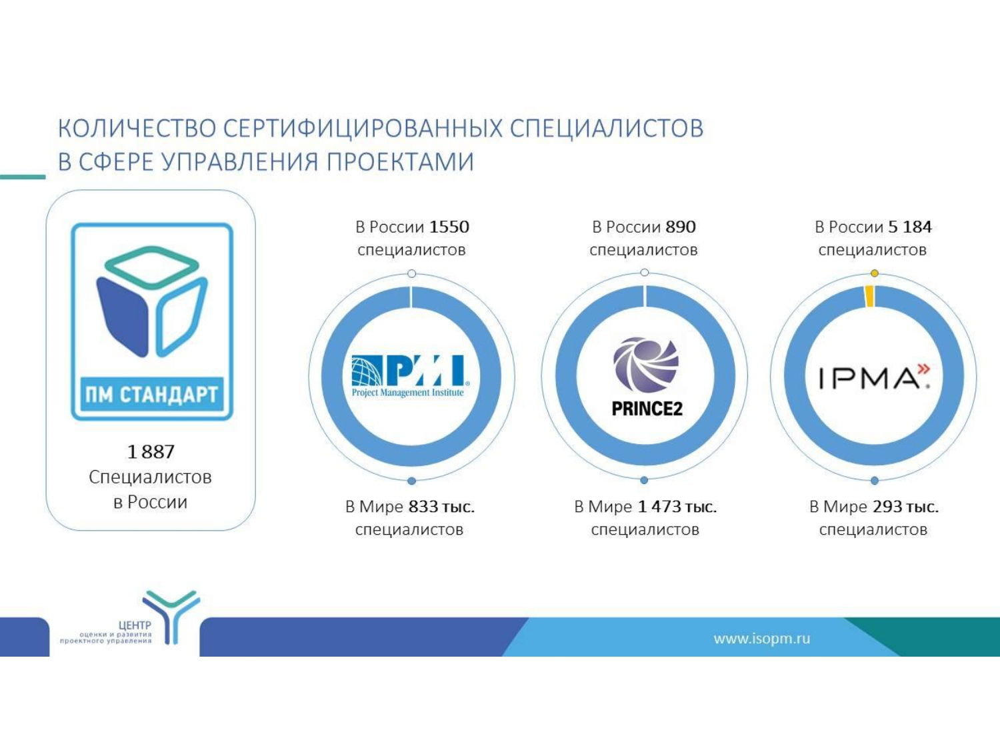 КОЛИЧЕСТВО СЕРТИФИЦИРОВАННЫХ СПЕЦИАЛИСТОВ
В СФЕРЕ УПРАВЛЕНИЯ ПРОЕКТАМИ
ПМ СТАНДАРТ
1 887
Специалистов
в России
В России 1550
специалистов
PMI
Project Management Institute
В Мире 833 тыс.
специалистов
В России 890
специалистов
PRINCE2
В Мире 1 473 тыс.
специалистов
В России 5 184
специалистов
IPMA
В Мире 293 тыс.
специалистов
ЦЕНТР
оценки и развития
проектного управления
www.isopm.ru